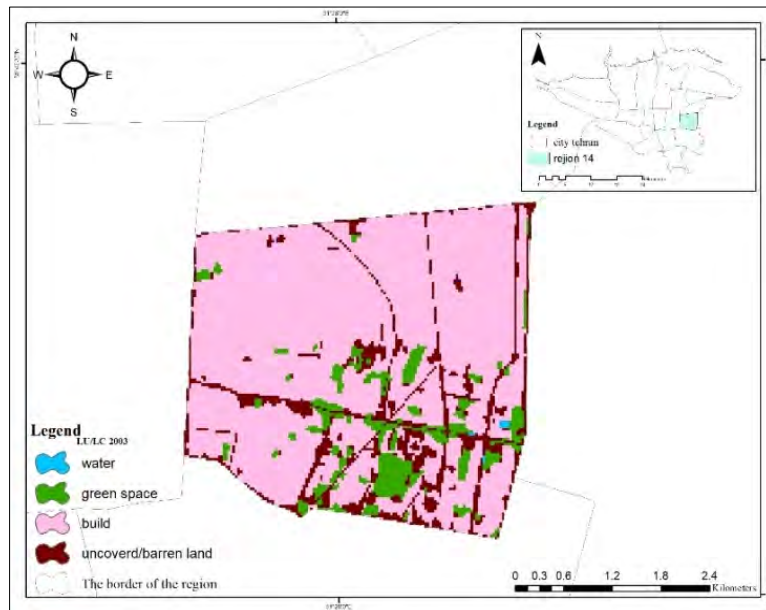 N
W E
S
N
Legend
city tehran
rejion 14
Legend
LU/LC 2003
water
green space
build
uncoverd/barren land
The border of the region
0 0.3 0.6 1.2 1.8 2.4
Kilometers